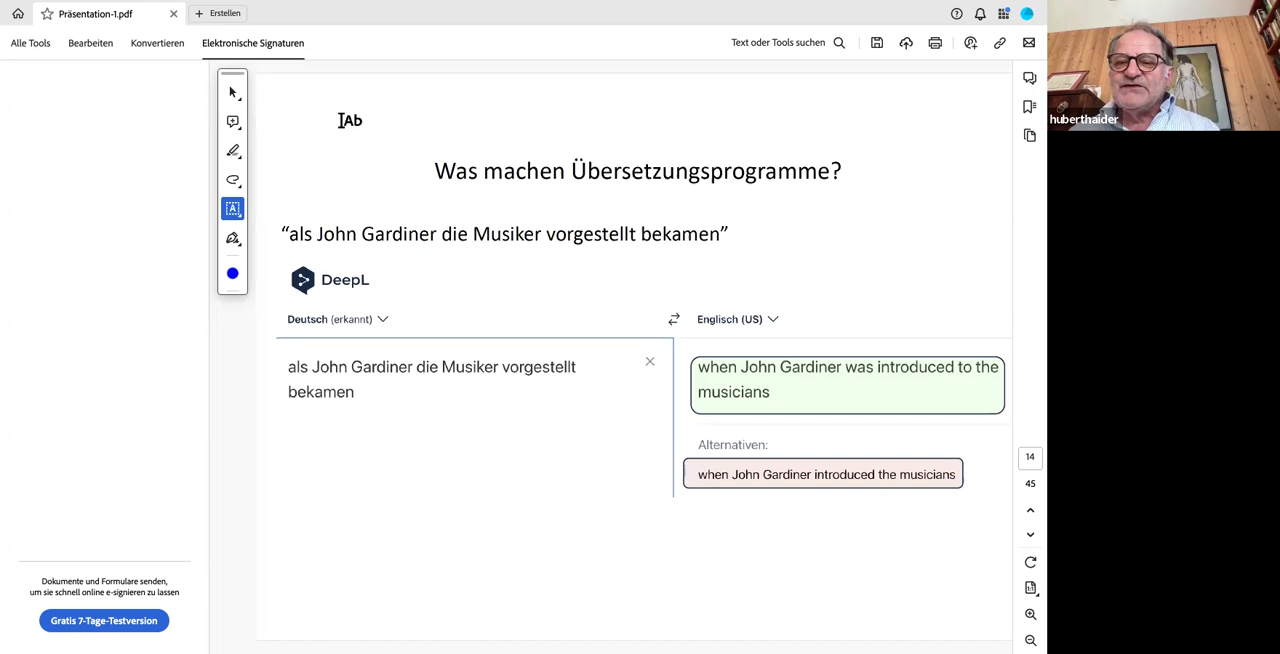 Präsentation-1.pdf
Erstellen
Alle Tools
Bearbeiten
Konvertieren
Elektronische Signaturen
Text oder Tools suchen
huberthaider
Ab
Was machen Übersetzungsprogramme?
“als John Gardiner die Musiker vorgestellt bekamen”
DeepL
Deutsch (erkannt)
Englisch (US)
als John Gardiner die Musiker vorgestellt
bekamen
when John Gardiner was introduced to the
musicians
Alternativen:
when John Gardiner introduced the musicians
14
45
Dokumente und Formulare senden,
um sie schnell online e-signieren zu lassen
Gratis 7-Tage-Testversion